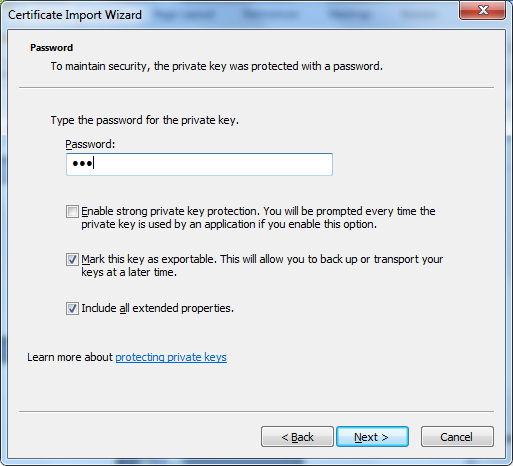 Certificate Import Wizard
Password
To maintain security, the private key was protected with a password.
Type the password for the private key.
Password:
●●●
Enable strong private key protection. You will be prompted every time the
private key is used by an application if you enable this option.
Mark this key as exportable. This will allow you to back up or transport your
keys at a later time.
Include all extended properties.
Learn more about protecting private keys
< Back
Next >
Cancel